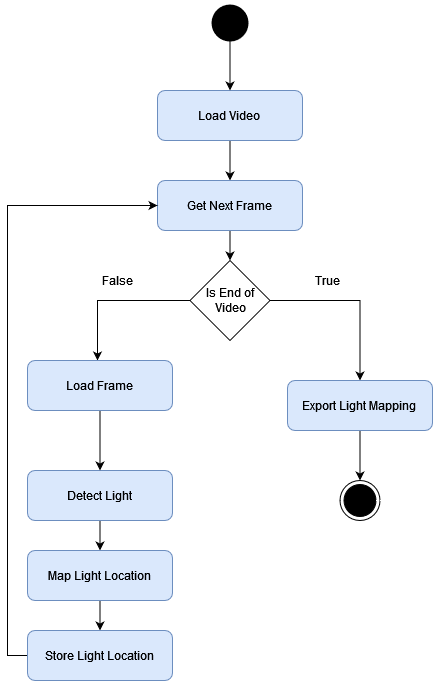 Load Video
Get Next Frame
Is End of
Video
False
True
Load Frame
Export Light Mapping
Detect Light
Map Light Location
Store Light Location